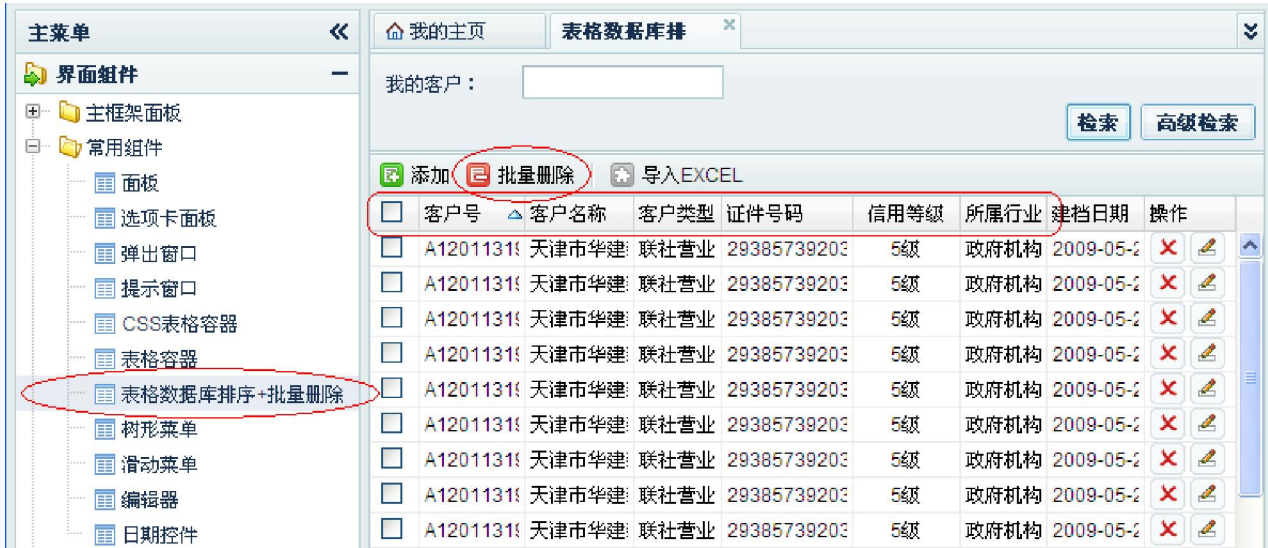 主菜单
界面组件
主框架面板
常用组件
面板
选项卡面板
弹出窗口
提示窗口
CSS表格容器
表格容器
表格数据库排序+批量删除
树形菜单
滑动菜单
编辑器
日期控件
我的主页 表格数据库排
我的客户：
检索 高级检索
添加 批量删除 导入EXCEL
客户号 客户名称 客户类型 证件号码 信用等级 所属行业 建档日期 操作
A1201131 天津市华建 联社营业 29385739203 5级 政府机构 2009-05-2
A1201131 天津市华建 联社营业 29385739203 5级 政府机构 2009-05-2
A1201131 天津市华建 联社营业 29385739203 5级 政府机构 2009-05-2
A1201131 天津市华建 联社营业 29385739203 5级 政府机构 2009-05-2
A1201131 天津市华建 联社营业 29385739203 5级 政府机构 2009-05-2
A1201131 天津市华建 联社营业 29385739203 5级 政府机构 2009-05-2
A1201131 天津市华建 联社营业 29385739203 5级 政府机构 2009-05-2
A1201131 天津市华建 联社营业 29385739203 5级 政府机构 2009-05-2
A1201131 天津市华建 联社营业 29385739203 5级 政府机构 2009-05-2